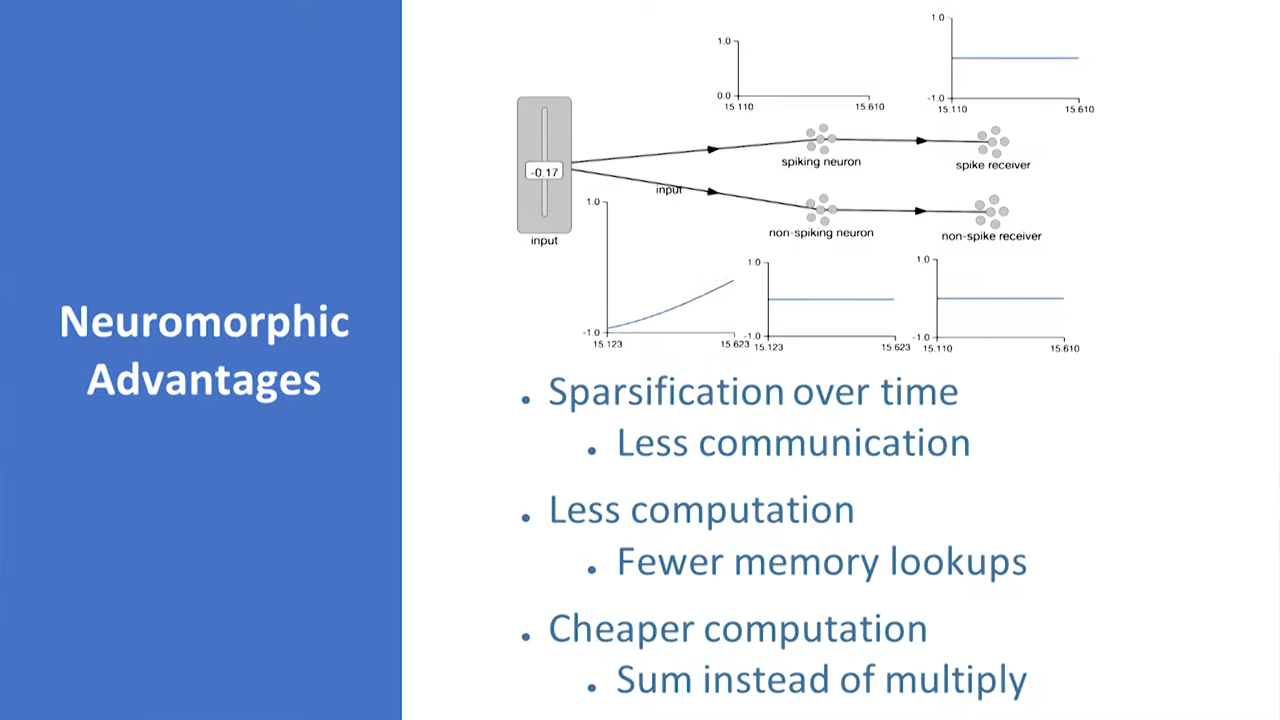 Neuromorphic
Advantages
1.0
0.0
15.110
15.610
1.0
-1.0
15.110
15.610
-0.17
input
spiking neuron
spike receiver
input
non-spiking neuron
non-spike receiver
1.0
-1.0
15.123
15.623
1.0
-1.0
15.123
15.623
1.0
-1.0
15.110
15.610
• Sparsification over time
• Less communication
• Less computation
• Fewer memory lookups
• Cheaper computation
• Sum instead of multiply